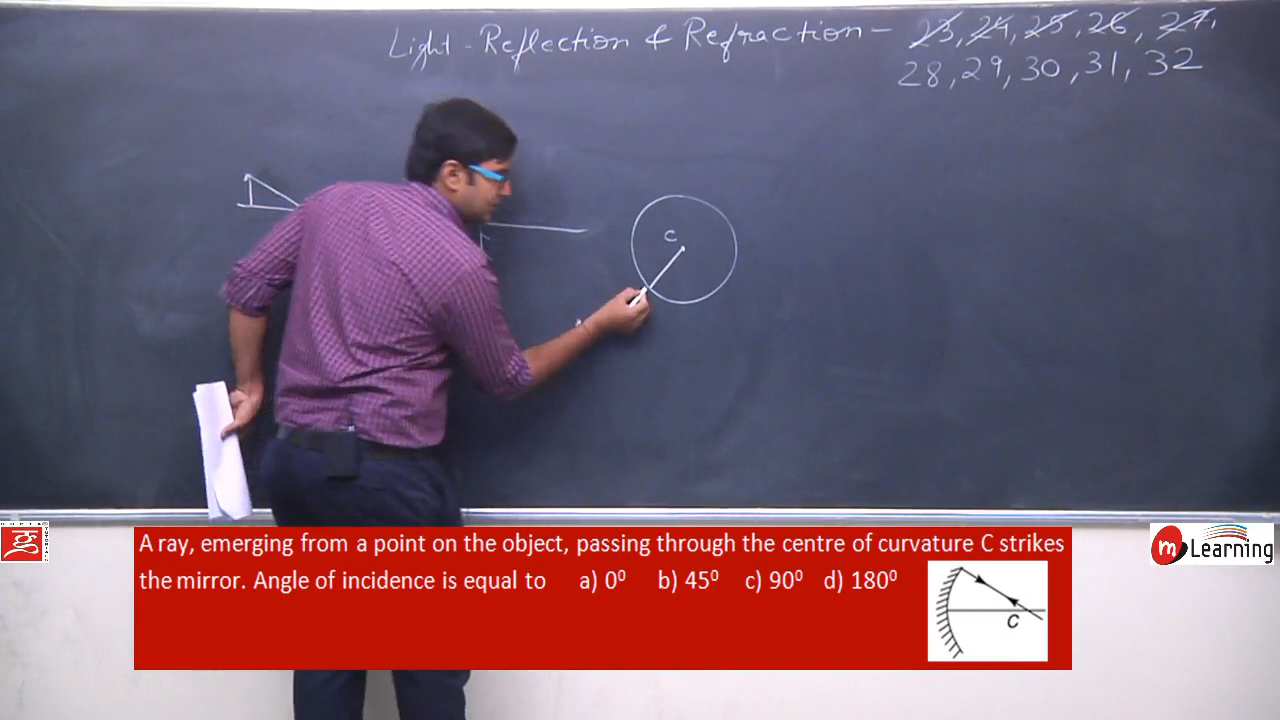 Light - Reflection & Refraction - 23, 24, 25, 26, 27,
28, 29, 30, 31, 32
C
A ray, emerging from a point on the object, passing through the centre of curvature C strikes
the mirror. Angle of incidence is equal to a) 0⁰ b) 45⁰ c) 90⁰ d) 180⁰
C
m Learning